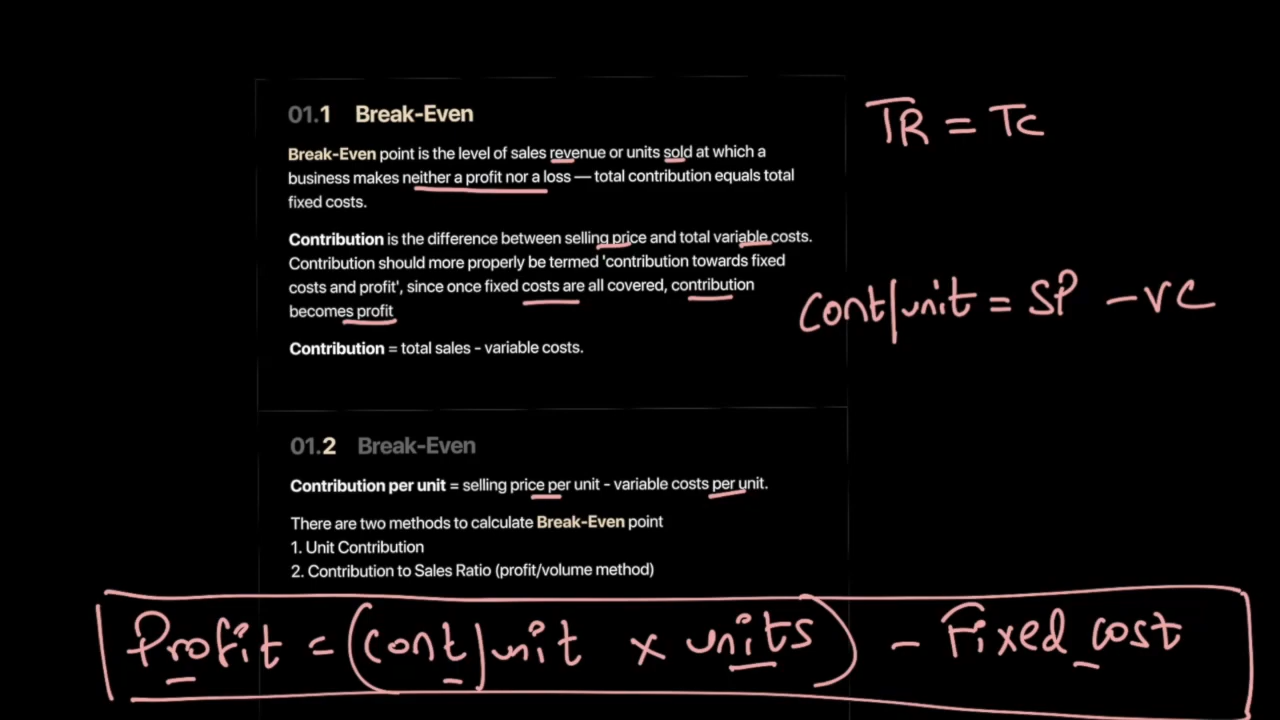 01.1 Break-Even
TR = TC
Break-Even point is the level of sales revenue or units sold at which a
business makes neither a profit nor a loss — total contribution equals total
fixed costs.
Contribution is the difference between selling price and total variable costs.
Contribution should more properly be termed 'contribution towards fixed
costs and profit', since once fixed costs are all covered, contribution
becomes profit
Cont/unit = SP - VC
Contribution = total sales - variable costs.
01.2 Break-Even
Contribution per unit = selling price per unit - variable costs per unit.
There are two methods to calculate Break-Even point
1. Unit Contribution
2. Contribution to Sales Ratio (profit/volume method)
Profit = (cont/unit x units) - Fixed cost